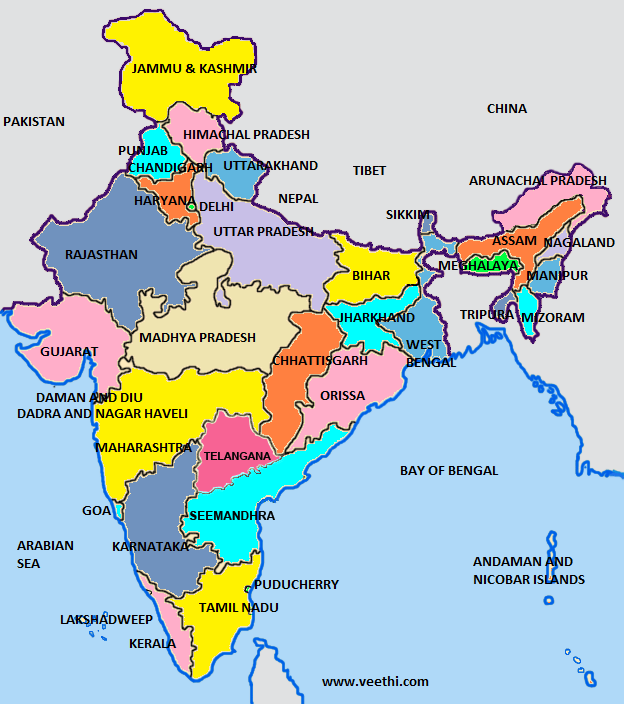 JAMMU & KASHMIR
CHINA
PAKISTAN
HIMACHAL PRADESH
PUNJAB
CHANDIGARH
UTTARAKHAND
TIBET
ARUNACHAL PRADESH
HARYANA
DELHI
NEPAL
SIKKIM
UTTAR PRADESH
ASSAM
NAGALAND
RAJASTHAN
BIHAR
MEGHALAYA
MANIPUR
JHARKHAND
TRIPURA
MIZORAM
MADHYA PRADESH
GUJARAT
WEST
BENGAL
CHHATTISGARH
ORISSA
DAMAN AND DIU
DADRA AND NAGAR HAVELI
MAHARASHTRA
TELANGANA
BAY OF BENGAL
GOA
SEEMANDHRA
KARNATAKA
ARABIAN
SEA
ANDAMAN AND
NICOBAR ISLANDS
PUDUCHERRY
TAMIL NADU
LAKSHADWEEP
KERALA
www.veethi.com